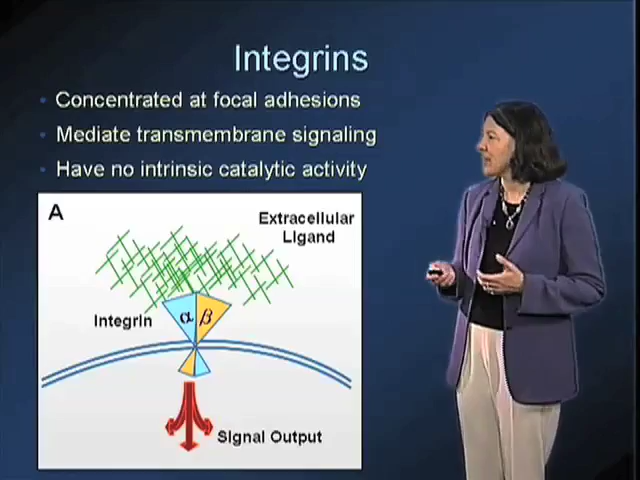 Integrins
Concentrated at focal adhesions
Mediate transmembrane signaling
Have no intrinsic catalytic activity
A
Extracellular
Ligand
Integrin
α
β
Signal Output